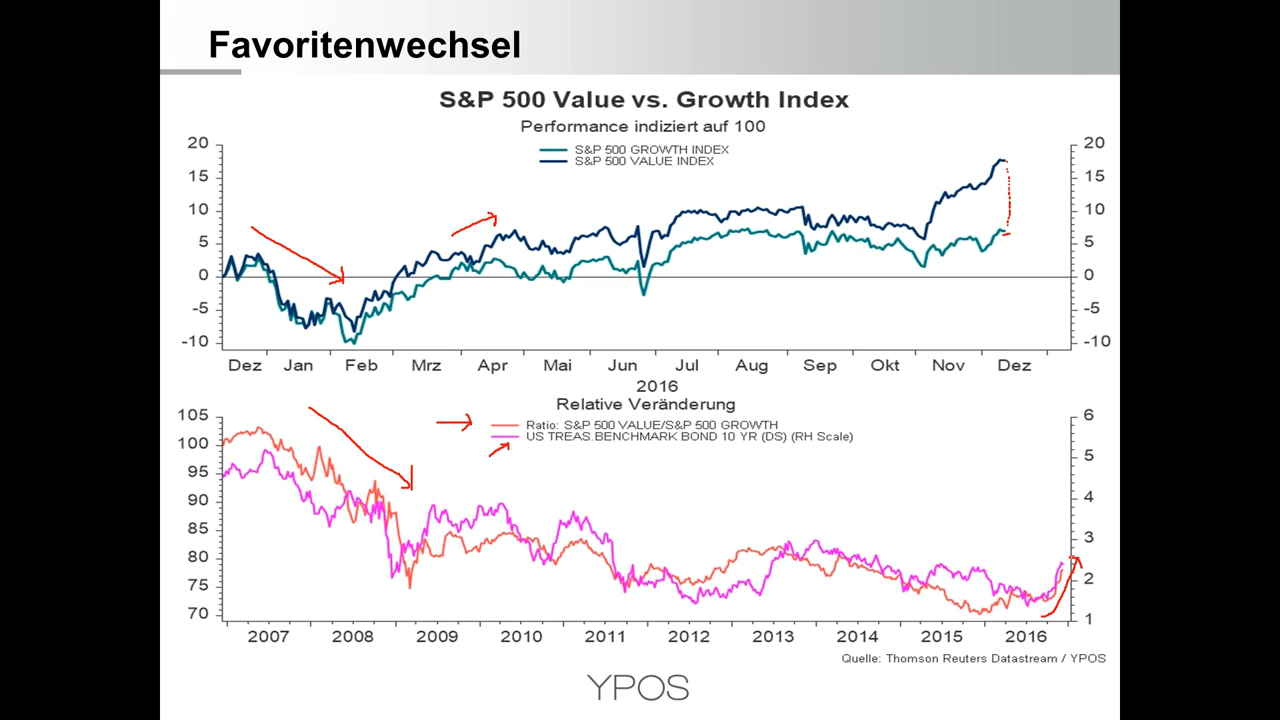 Favoritenwechsel
S&P 500 Value vs. Growth Index
Performance indiziert auf 100
S&P 500 GROWTH INDEX
S&P 500 VALUE INDEX
20 20
15 15
10 10
5 5
0 0
-5 -5
-10 -10
Dez Jan Feb Mrz Apr Mai Jun Jul Aug Sep Okt Nov Dez
2016
Relative Veränderung
Ratio: S&P 500 VALUE/S&P 500 GROWTH
US TREAS.BENCHMARK BOND 10 YR (DS) (RH Scale)
105 6
100
95 5
90 4
85
80 3
75 2
70 1
2007 2008 2009 2010 2011 2012 2013 2014 2015 2016
Quelle: Thomson Reuters Datastream / YPOS
YPOS